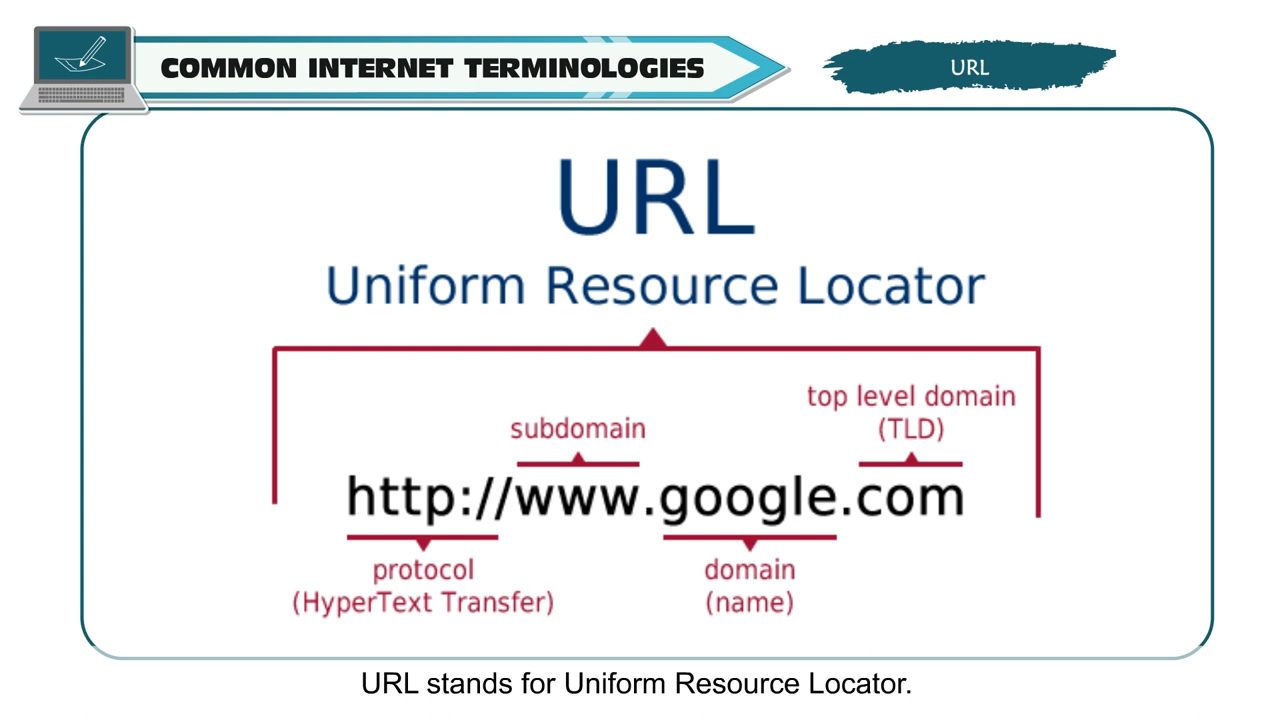 COMMON INTERNET TERMINOLOGIES
URL
URL
Uniform Resource Locator
top level domain
(TLD)
subdomain
http://www.google.com
protocol
(HyperText Transfer)
domain
(name)
URL stands for Uniform Resource Locator.